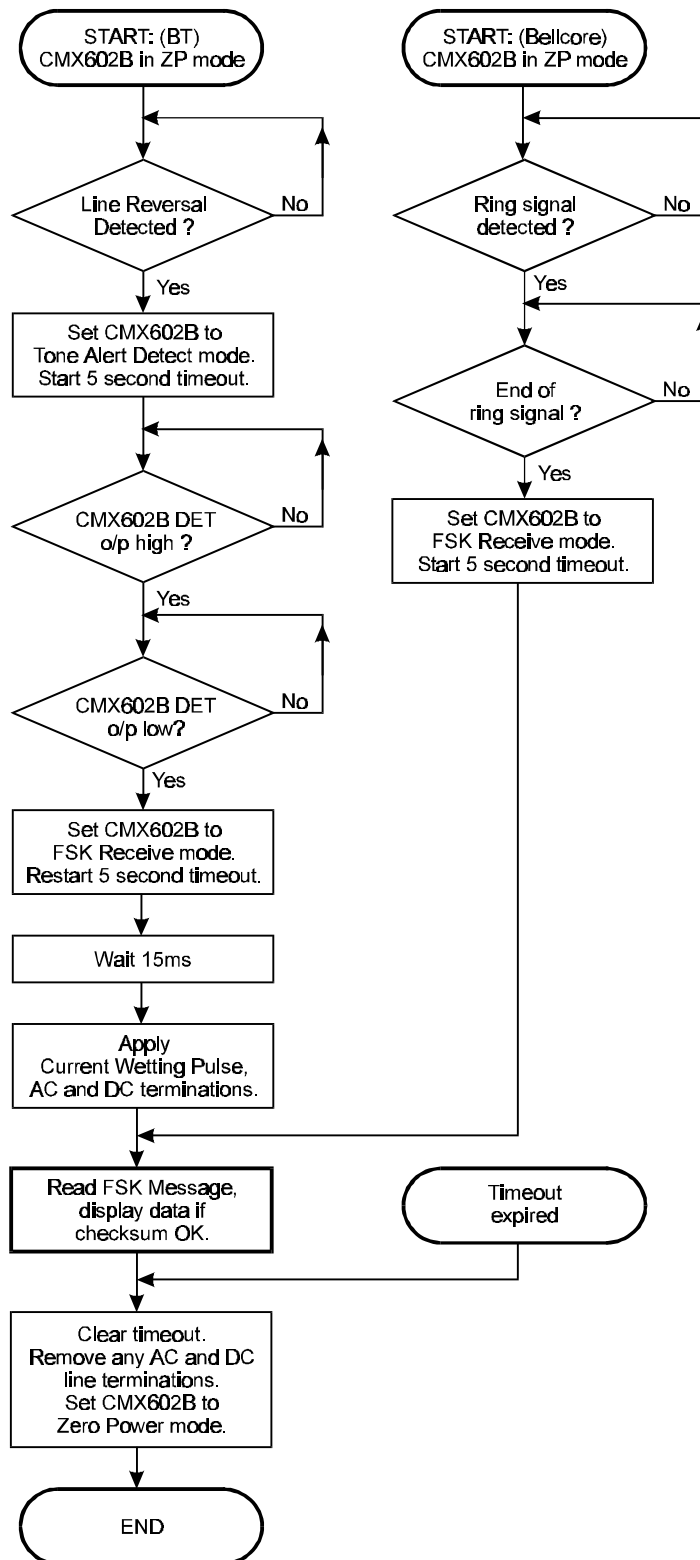 START: (BT)
CMX602B in ZP mode
Line Reversal
Detected ?
No
Yes
Set CMX602B to
Tone Alert Detect mode.
Start 5 second timeout.
CMX602B DET
o/p high ?
No
Yes
CMX602B DET
o/p low?
No
Yes
Set CMX602B to
FSK Receive mode.
Restart 5 second timeout.
Wait 15ms
Apply
Current Wetting Pulse,
AC and DC terminations.
START: (Bellcore)
CMX602B in ZP mode
Ring signal
detected ?
No
Yes
End of
ring signal ?
No
Yes
Set CMX602B to
FSK Receive mode.
Start 5 second timeout.
Read FSK Message,
display data if
checksum OK.
Timeout
expired
Clear timeout.
Remove any AC and DC
line terminations.
Set CMX602B to
Zero Power mode.
END